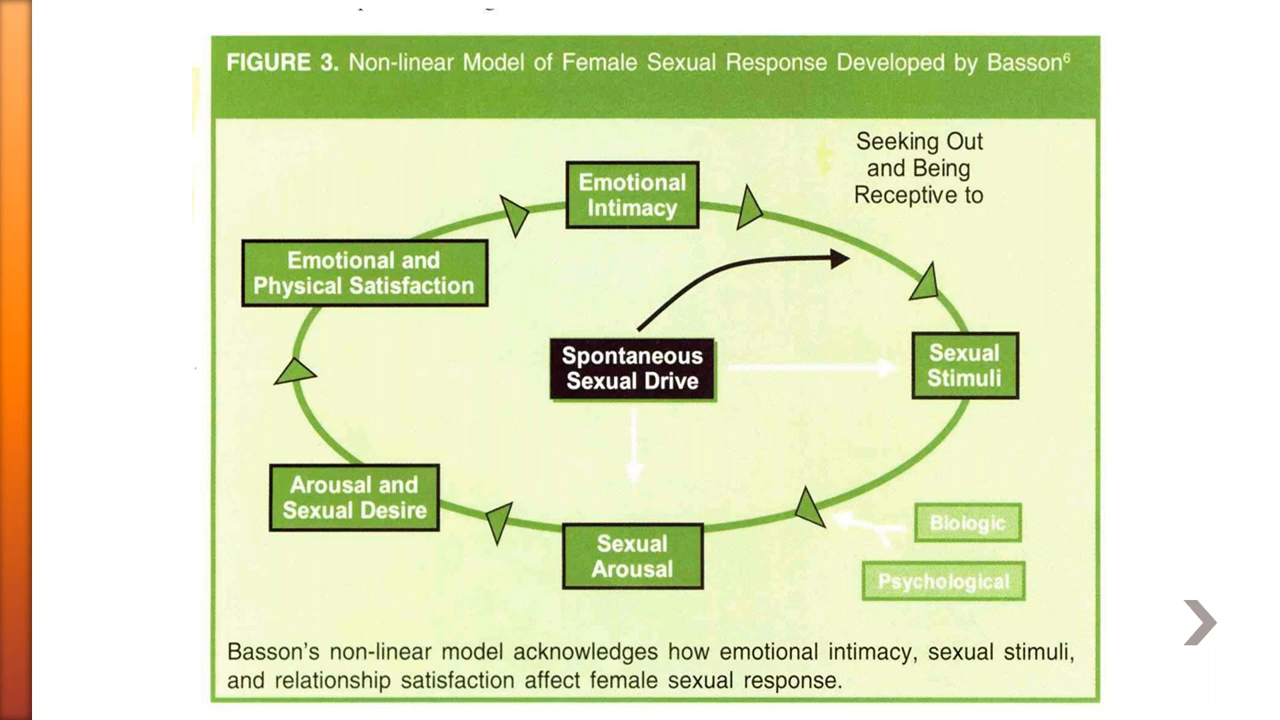 FIGURE 3. Non-linear Model of Female Sexual Response Developed by Basson⁶
Seeking Out
and Being
Receptive to
Emotional
Intimacy
Emotional and
Physical Satisfaction
Spontaneous
Sexual Drive
Sexual
Stimuli
Arousal and
Sexual Desire
Sexual
Arousal
Biologic
Psychological
Basson's non-linear model acknowledges how emotional intimacy, sexual stimuli,
and relationship satisfaction affect female sexual response.